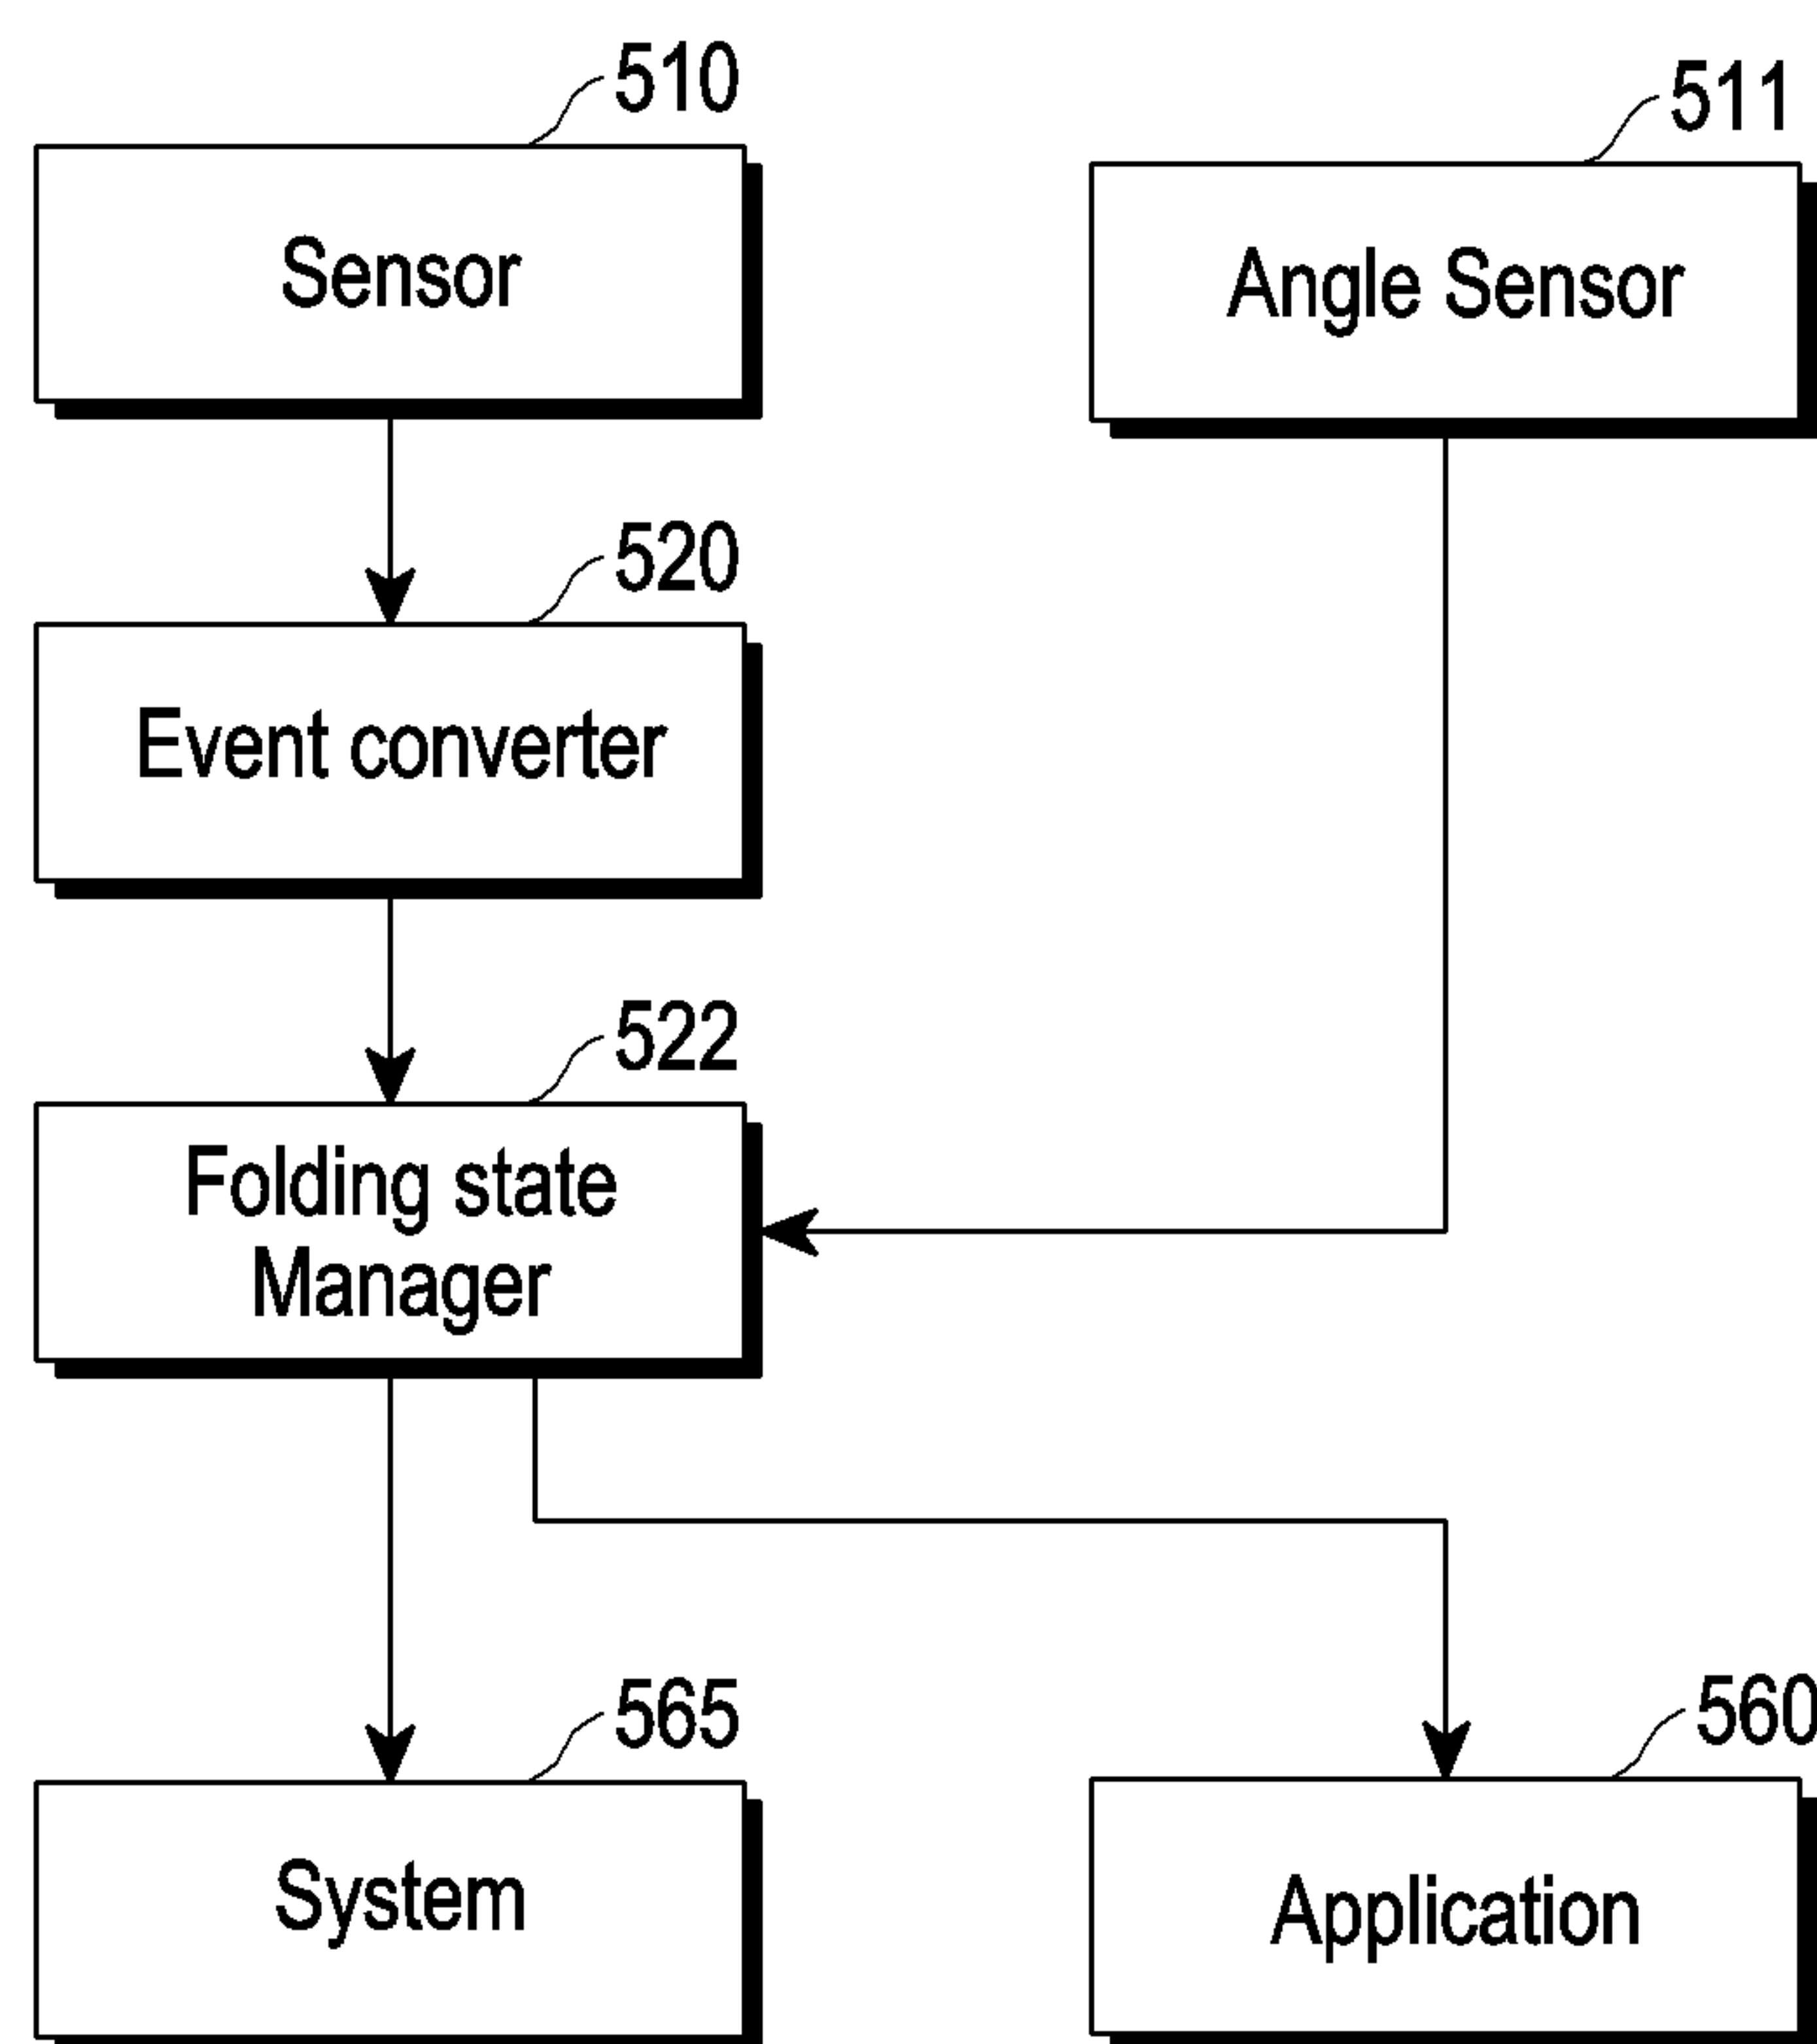 510
511
Sensor
Angle Sensor
520
Event converter
522
Folding state
Manager
565
560
System
Application